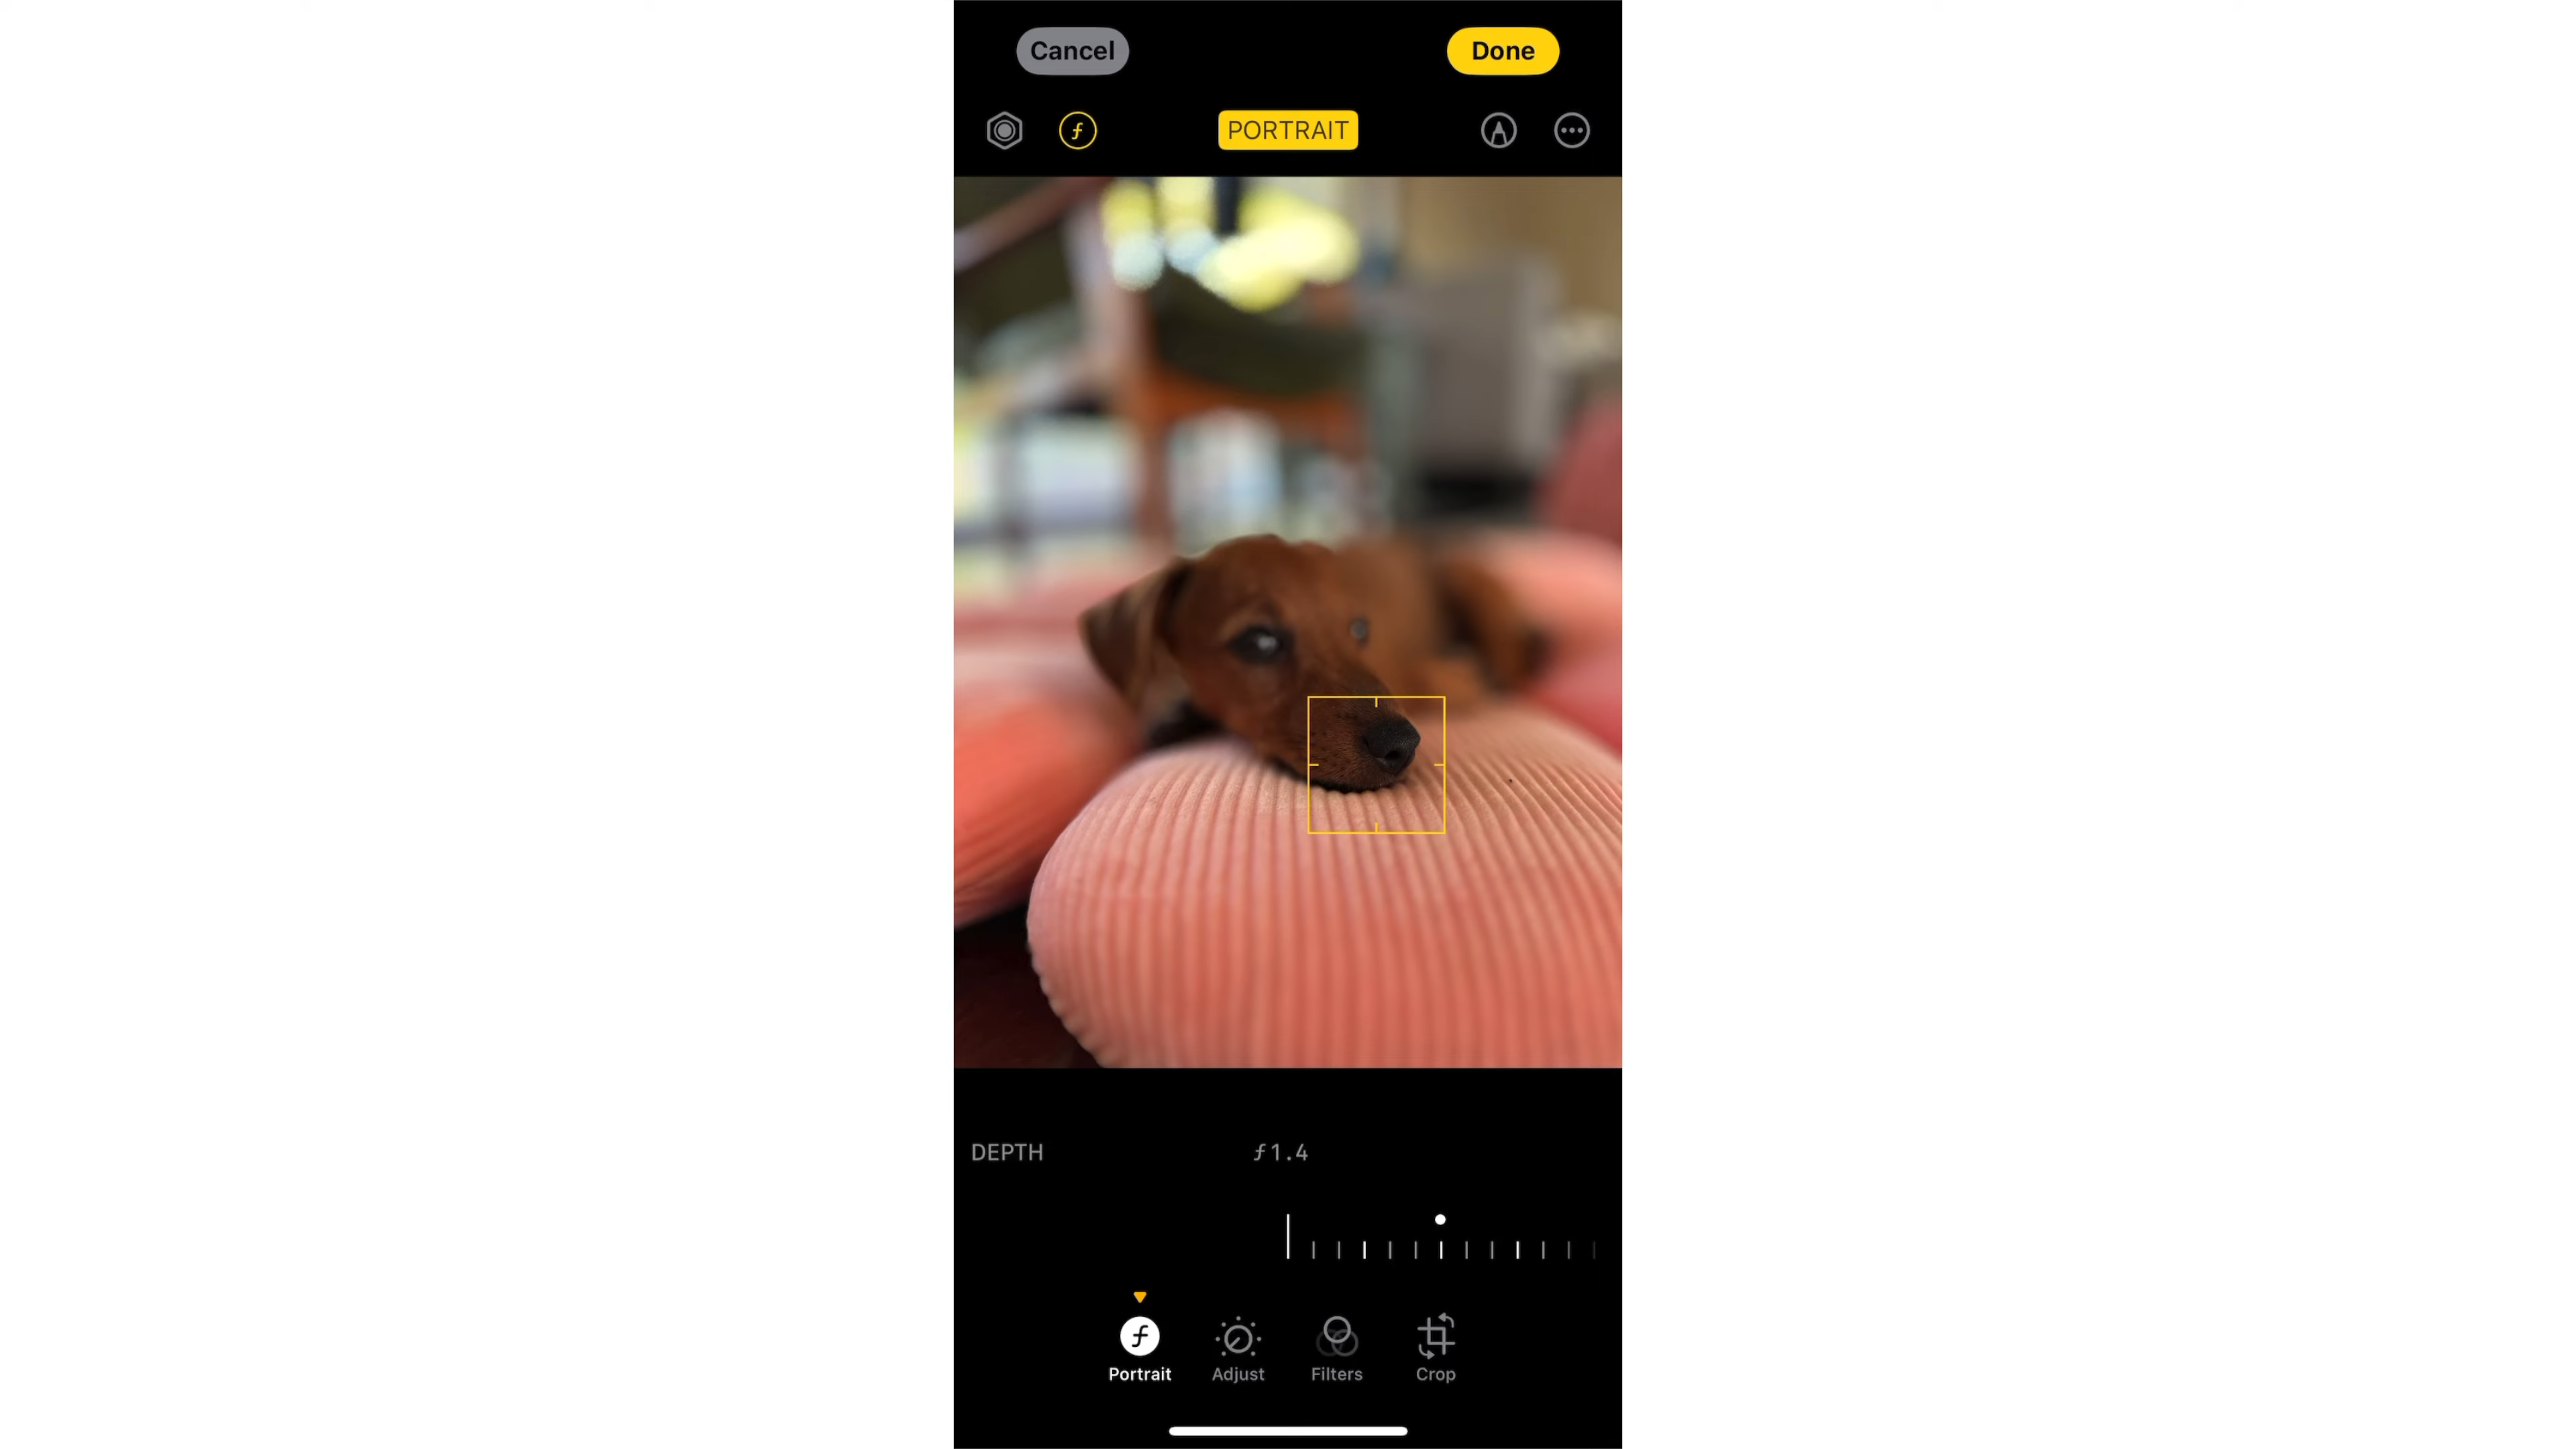 Cancel
Done
PORTRAIT
DEPTH
ƒ1.4
Portrait
Adjust
Filters
Crop